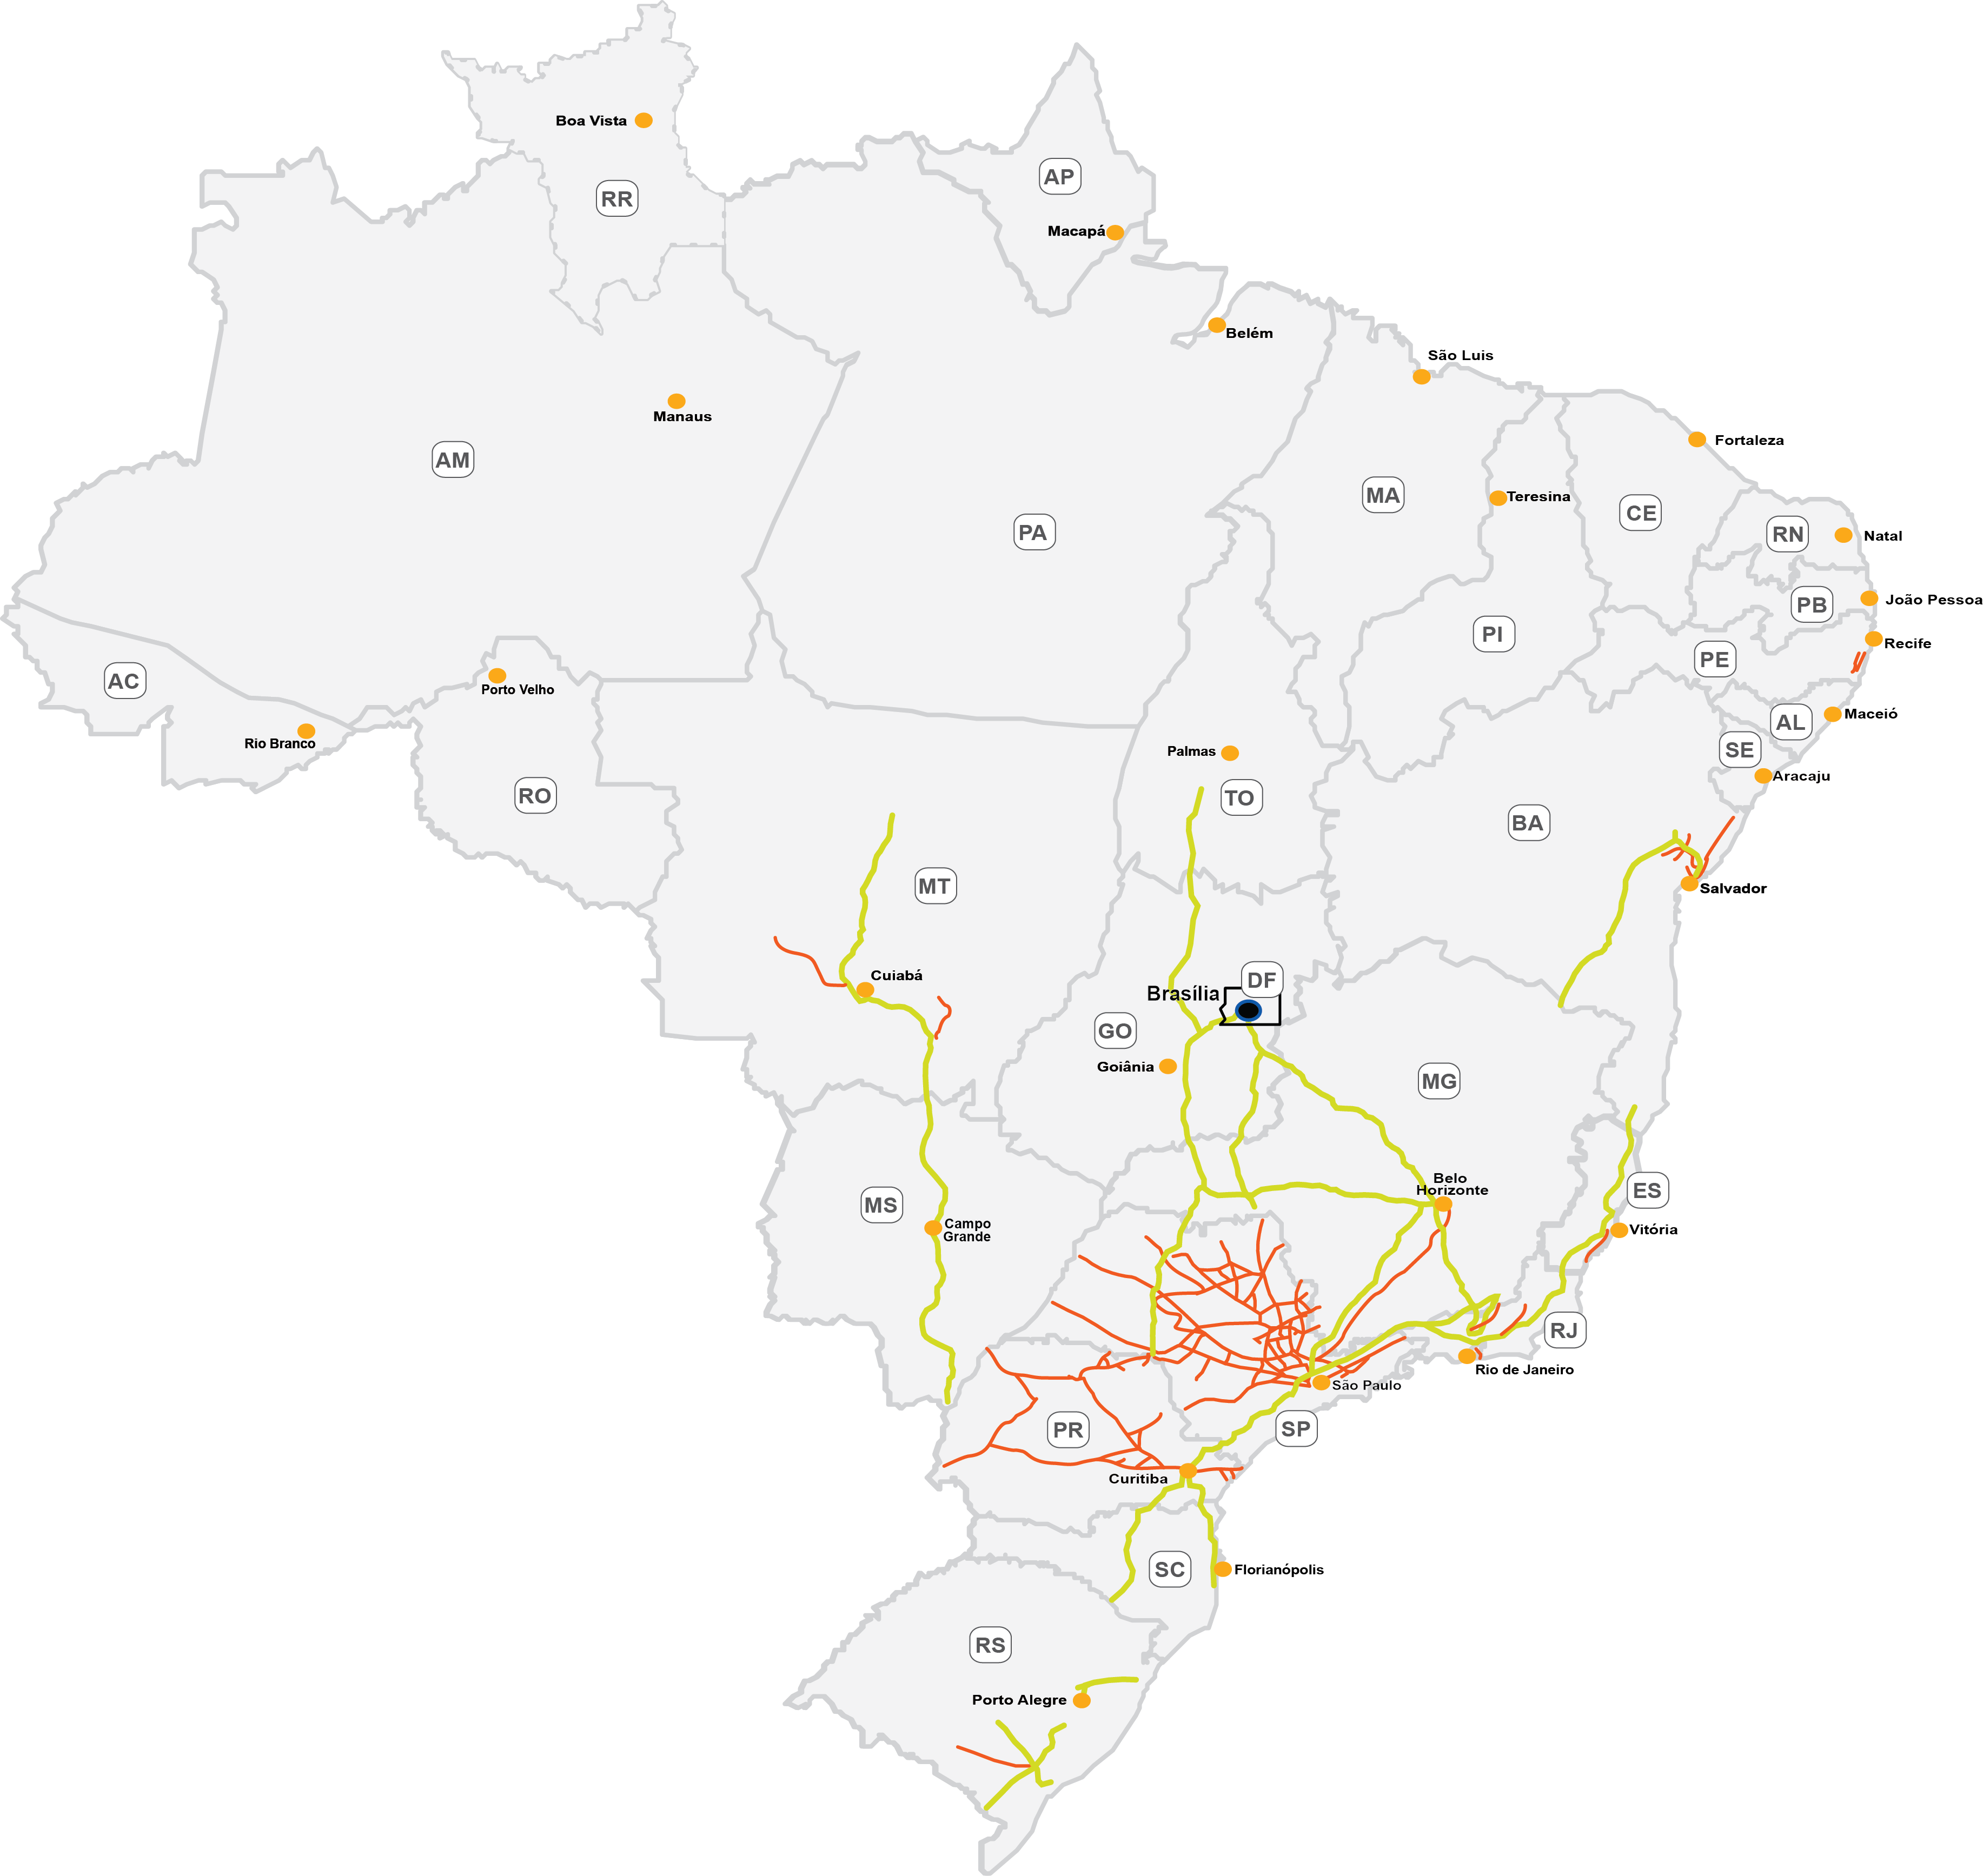 Boa Vista
RR
AP
Macapá
Belém
São Luis
Manaus
Fortaleza
AM
MA
Teresina
CE
PA
RN
Natal
PB
João Pessoa
PI
Recife
PE
AC
Porto Velho
AL
Maceió
Rio Branco
SE
Palmas
Aracaju
RO
TO
BA
MT
Salvador
Cuiabá
DF
Brasília
GO
Goiânia
MG
Belo
Horizonte
ES
MS
Campo
Grande
Vitória
RJ
Rio de Janeiro
São Paulo
PR
SP
Curitiba
SC
Florianópolis
RS
Porto Alegre